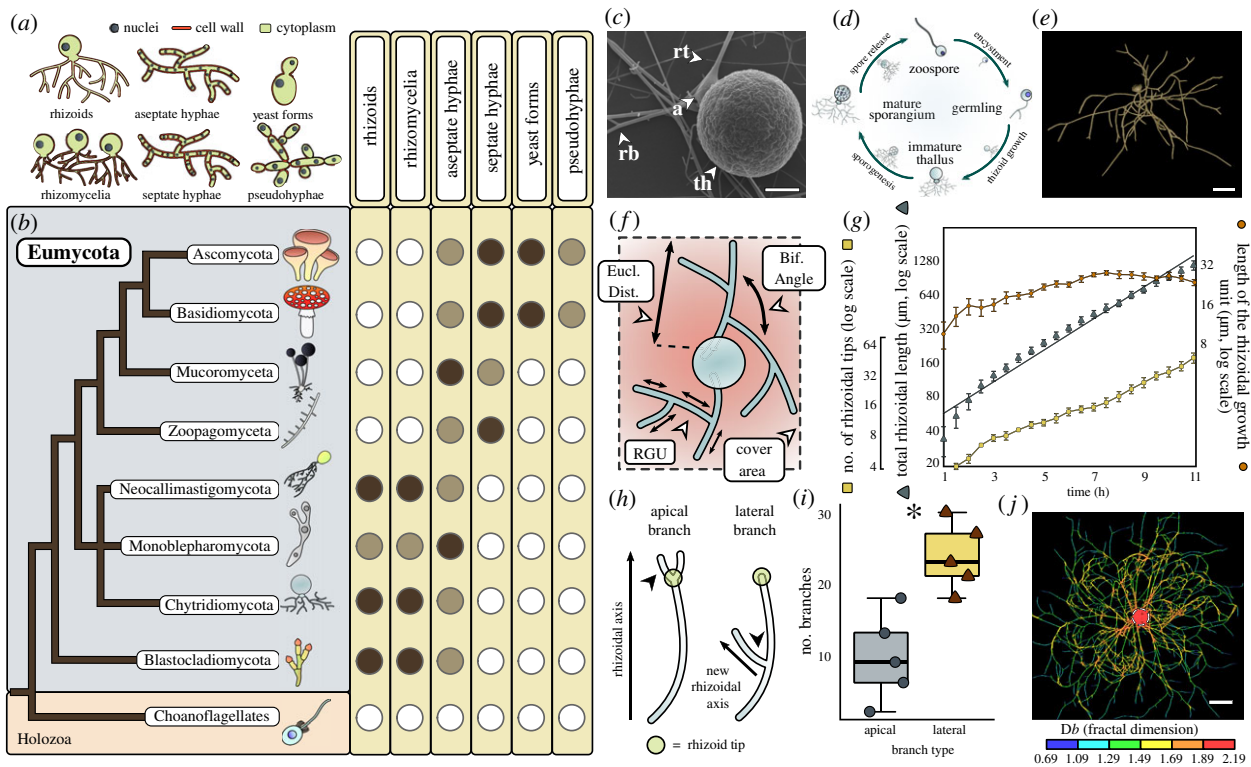 (a)
nuclei
cell wall
cytoplasm
rhizoids
aseptate hyphae
yeast forms
rhizomycelia
septate hyphae
pseudohyphae
rhizoids
rhizomycelia
aseptate hyphae
septate hyphae
yeast forms
pseudohyphae
(b)
Eumycota
Ascomycota
Basidiomycota
Mucoromyceta
Zoopagomyceta
Neocallimastigomycota
Monoblepharomycota
Chytridiomycota
Blastocladiomycota
Choanoflagellates
Holozoa
(c)
rt
a
rb
th
(d)
spore release
encystment
zoospore
mature
sporangium
germling
immature
thallus
sporogenesis
rhizoid growth
(e)
(f)
Eucl.
Dist.
Bif.
Angle
RGU
cover
area
(g)
no. of rhizoidal tips (log scale)
64
32
16
8
4
total rhizoidal length (µm, log scale)
1280
640
320
160
80
40
20
1
3
5
7
9
11
time (h)
32
16
8
length of the rhizoidal growth
unit (µm, log scale)
(h)
apical
branch
lateral
branch
rhizoidal axis
new
rhizoidal
axis
= rhizoid tip
(i)
no. branches
30
20
10
*
apical
lateral
branch type
(j)
Db (fractal dimension)
0.69 1.09 1.29 1.49 1.69 1.89 2.19